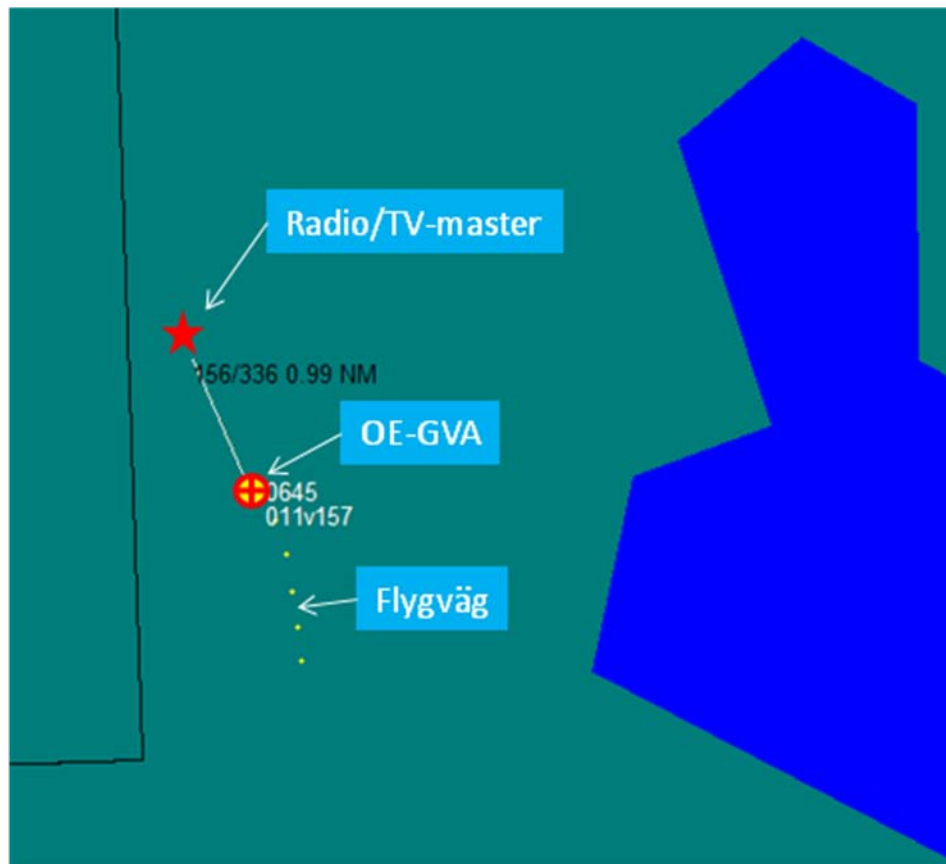 Radio/TV-master
156/336 0.99 NM
OE-GVA
0645
011v157
Flygväg